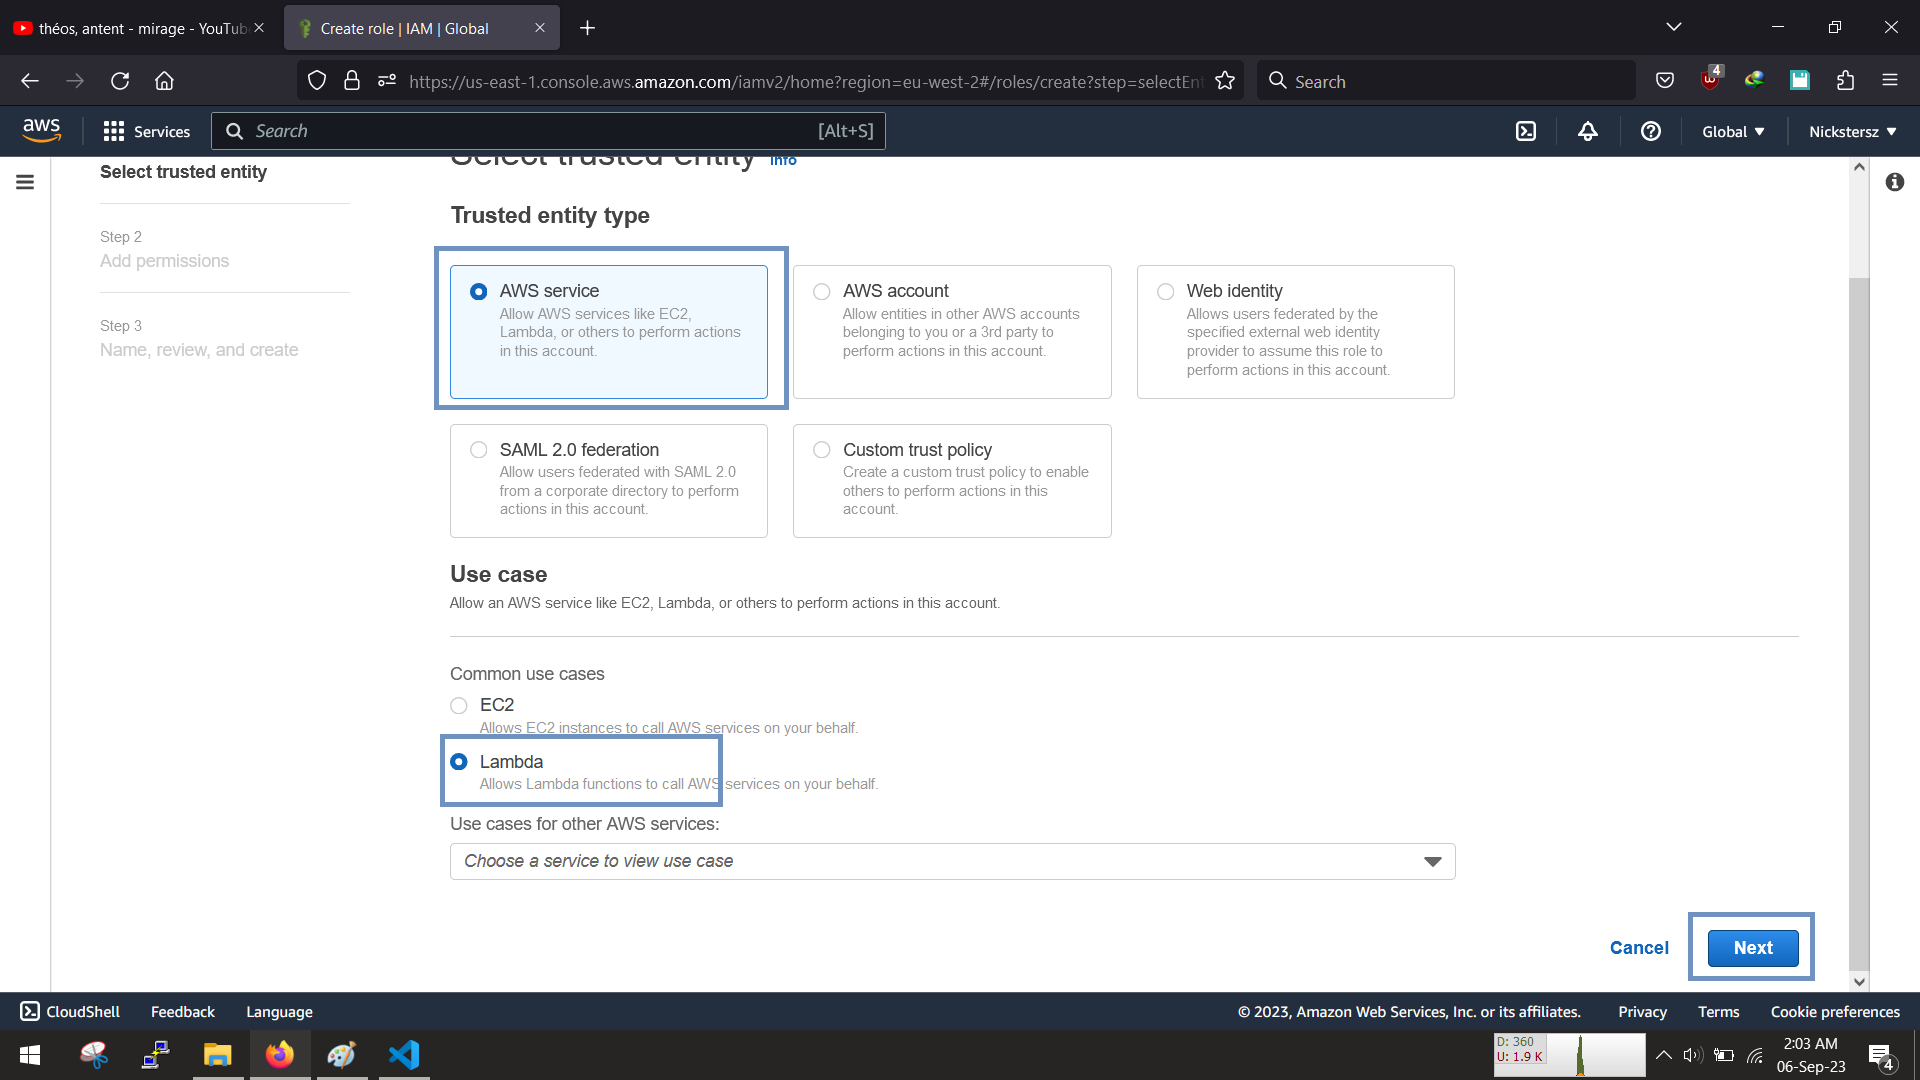 théos, antent - mirage - YouTube
Create role | IAM | Global
https://us-east-1.console.aws.amazon.com/iamv2/home?region=eu-west-2#/roles/create?step=selectEnt
Search
4
aws
Services
Search
[Alt+S]
Global
Nickstersz
Select trusted entity Info
Select trusted entity
Step 2
Add permissions
Step 3
Name, review, and create
Trusted entity type
AWS service
Allow AWS services like EC2,
Lambda, or others to perform actions
in this account.
AWS account
Allow entities in other AWS accounts
belonging to you or a 3rd party to
perform actions in this account.
Web identity
Allows users federated by the
specified external web identity
provider to assume this role to
perform actions in this account.
SAML 2.0 federation
Allow users federated with SAML 2.0
from a corporate directory to perform
actions in this account.
Custom trust policy
Create a custom trust policy to enable
others to perform actions in this
account.
Use case
Allow an AWS service like EC2, Lambda, or others to perform actions in this account.
Common use cases
EC2
Allows EC2 instances to call AWS services on your behalf.
Lambda
Allows Lambda functions to call AWS services on your behalf.
Use cases for other AWS services:
Choose a service to view use case
Cancel
Next
CloudShell
Feedback
Language
© 2023, Amazon Web Services, Inc. or its affiliates.
Privacy
Terms
Cookie preferences
D: 360
U: 1.9 K
2:03 AM
06-Sep-23
4